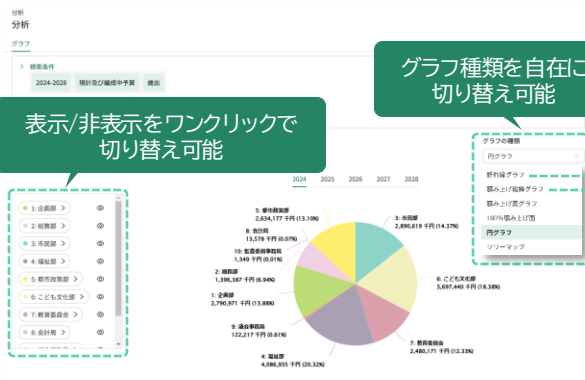 分析
分析
グラフ
検索条件
2024-2028 現計及び編成中予算 歳出
グラフ種類を自在に
切り替え可能
表示/非表示をワンクリックで
切り替え可能
グラフの種類
円グラフ
折れ線グラフ
積み上げ縦棒グラフ
積み上げ面グラフ
100%積み上げ面
円グラフ
ツリーマップ
2024 2025 2026 2027 2028
1: 企画部
2: 総務部
3: 市民部
4: 福祉部
5: 都市政策部
6: こども文化部
7: 教育委員会
8: 会計局
5: 都市政策部
2,634,177 千円 (13.10%)
8: 会計局
13,576 千円 (0.07%)
10: 監査委員事務局
1,349 千円 (0.01%)
2: 総務部
1,396,387 千円 (6.94%)
1: 企画部
2,790,971 千円 (13.88%)
9: 議会事務局
122,217 千円 (0.61%)
4: 福祉部
4,086,935 千円 (20.32%)
3: 市民部
2,890,619 千円 (14.37%)
6: こども文化部
3,697,440 千円 (18.38%)
7: 教育委員会
2,480,171 千円 (12.33%)